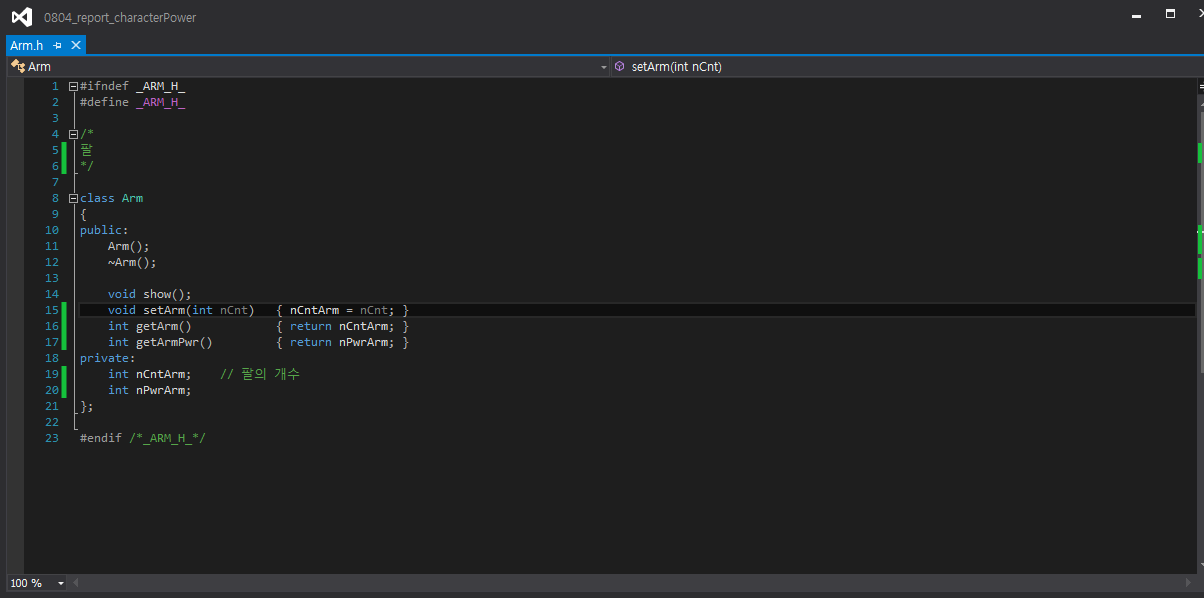 0804_report_characterPower
Arm.h
Arm setArm(int nCnt)
1 #ifndef _ARM_H_
2 #define _ARM_H_
3
4 /*
5 팔
6 */
7
8 class Arm
9 {
10 public:
11 Arm();
12 ~Arm();
13
14 void show();
15 void setArm(int nCnt) { nCntArm = nCnt; }
16 int getArm() { return nCntArm; }
17 int getArmPwr() { return nPwrArm; }
18 private:
19 int nCntArm; // 팔의 개수
20 int nPwrArm;
21 };
22
23 #endif /*_ARM_H_*/
100 %